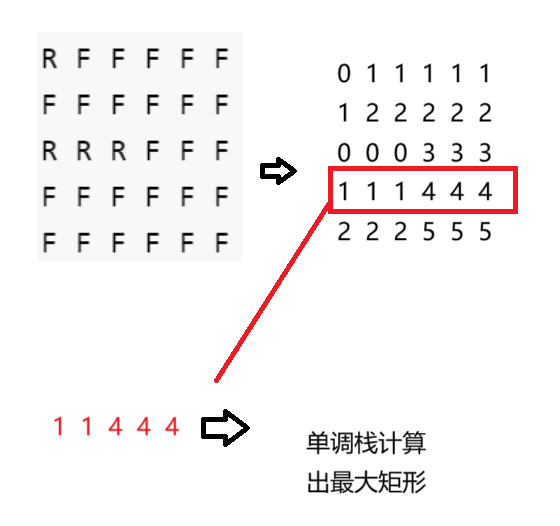 R F F F F F
F F F F F F
R R R F F F
F F F F F F
F F F F F F
0 1 1 1 1 1
1 2 2 2 2 2
0 0 0 3 3 3
1 1 1 4 4 4
2 2 2 5 5 5
1 1 4 4 4
单调栈计算
出最大矩形